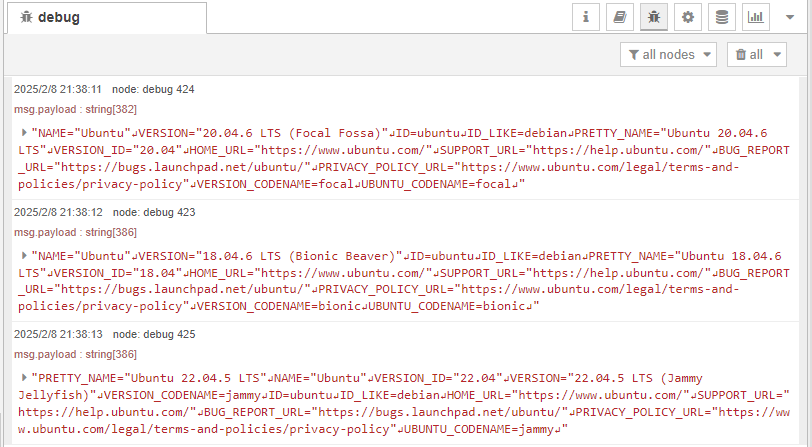 debug
all nodes
all
2025/2/8 21:38:11 node: debug 424
msg.payload : string[382]
"NAME="Ubuntu"↲VERSION="20.04.6 LTS (Focal Fossa)"↲ID=ubuntu↲ID_LIKE=debian↲PRETTY_NAME="Ubuntu 20.04.6
LTS"↲VERSION_ID="20.04"↲HOME_URL="https://www.ubuntu.com/"↲SUPPORT_URL="https://help.ubuntu.com/"↲BUG_REPORT
_URL="https://bugs.launchpad.net/ubuntu/"↲PRIVACY_POLICY_URL="https://www.ubuntu.com/legal/terms-and-
policies/privacy-policy"↲VERSION_CODENAME=focal↲UBUNTU_CODENAME=focal↲"
2025/2/8 21:38:12 node: debug 423
msg.payload : string[386]
"NAME="Ubuntu"↲VERSION="18.04.6 LTS (Bionic Beaver)"↲ID=ubuntu↲ID_LIKE=debian↲PRETTY_NAME="Ubuntu 18.04.6
LTS"↲VERSION_ID="18.04"↲HOME_URL="https://www.ubuntu.com/"↲SUPPORT_URL="https://help.ubuntu.com/"↲BUG_REPORT
_URL="https://bugs.launchpad.net/ubuntu/"↲PRIVACY_POLICY_URL="https://www.ubuntu.com/legal/terms-and-
policies/privacy-policy"↲VERSION_CODENAME=bionic↲UBUNTU_CODENAME=bionic↲"
2025/2/8 21:38:13 node: debug 425
msg.payload : string[386]
"PRETTY_NAME="Ubuntu 22.04.5 LTS"↲NAME="Ubuntu"↲VERSION_ID="22.04"↲VERSION="22.04.5 LTS (Jammy
Jellyfish)"↲VERSION_CODENAME=jammy↲ID=ubuntu↲ID_LIKE=debian↲HOME_URL="https://www.ubuntu.com/"↲SUPPORT_URL="
https://help.ubuntu.com/"↲BUG_REPORT_URL="https://bugs.launchpad.net/ubuntu/"↲PRIVACY_POLICY_URL="https://ww
w.ubuntu.com/legal/terms-and-policies/privacy-policy"↲UBUNTU_CODENAME=jammy↲"